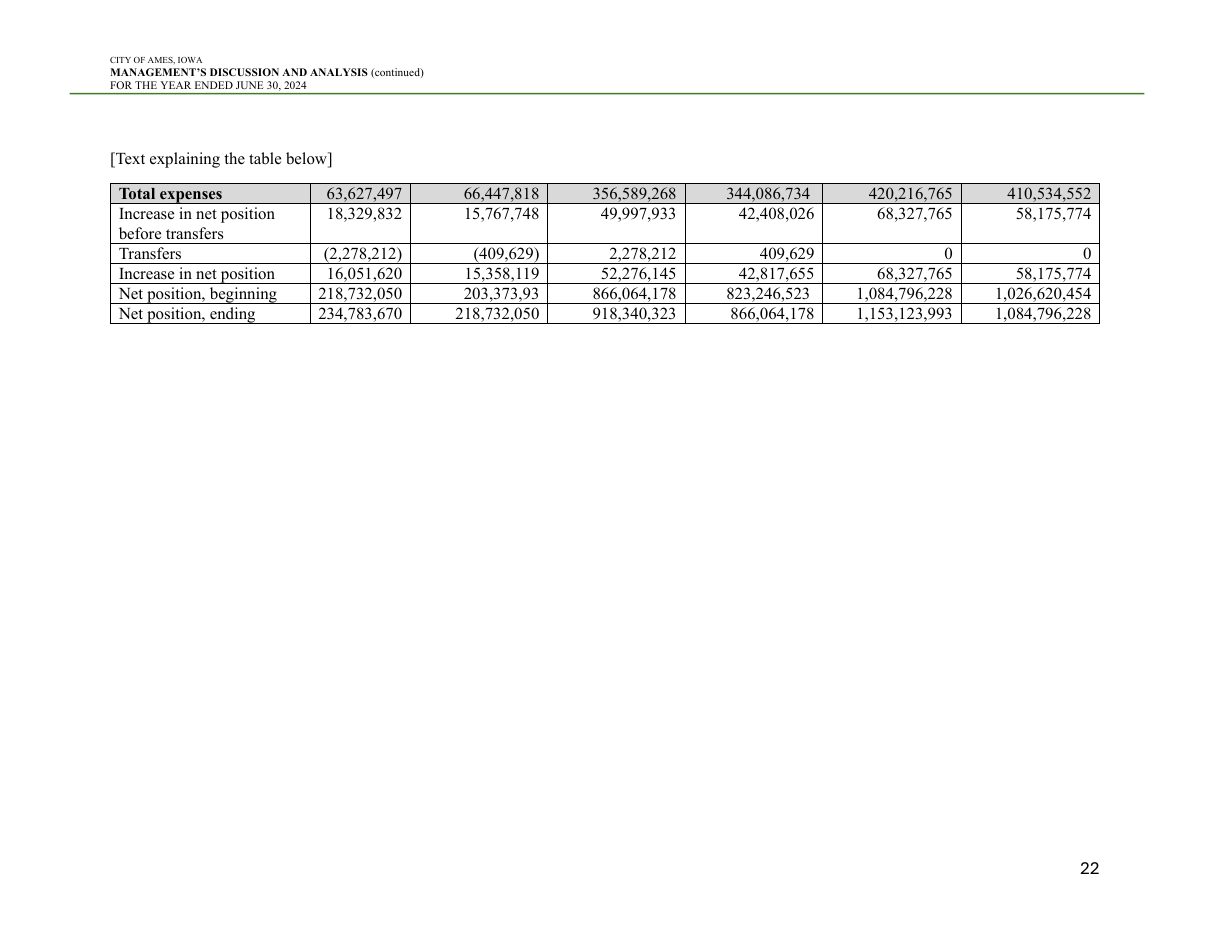 CITY OF AMES, IOWA
MANAGEMENT'S DISCUSSION AND ANALYSIS (continued)
FOR THE YEAR ENDED JUNE 30, 2024
[Text explaining the table below]
Total expenses 63,627,497 66,447,818 356,589,268 344,086,734 420,216,765 410,534,552
Increase in net position 18,329,832 15,767,748 49,997,933 42,408,026 68,327,765 58,175,774
before transfers
Transfers (2,278,212) (409,629) 2,278,212 409,629 0 0
Increase in net position 16,051,620 15,358,119 52,276,145 42,817,655 68,327,765 58,175,774
Net position, beginning 218,732,050 203,373,93 866,064,178 823,246,523 1,084,796,228 1,026,620,454
Net position, ending 234,783,670 218,732,050 918,340,323 866,064,178 1,153,123,993 1,084,796,228
22